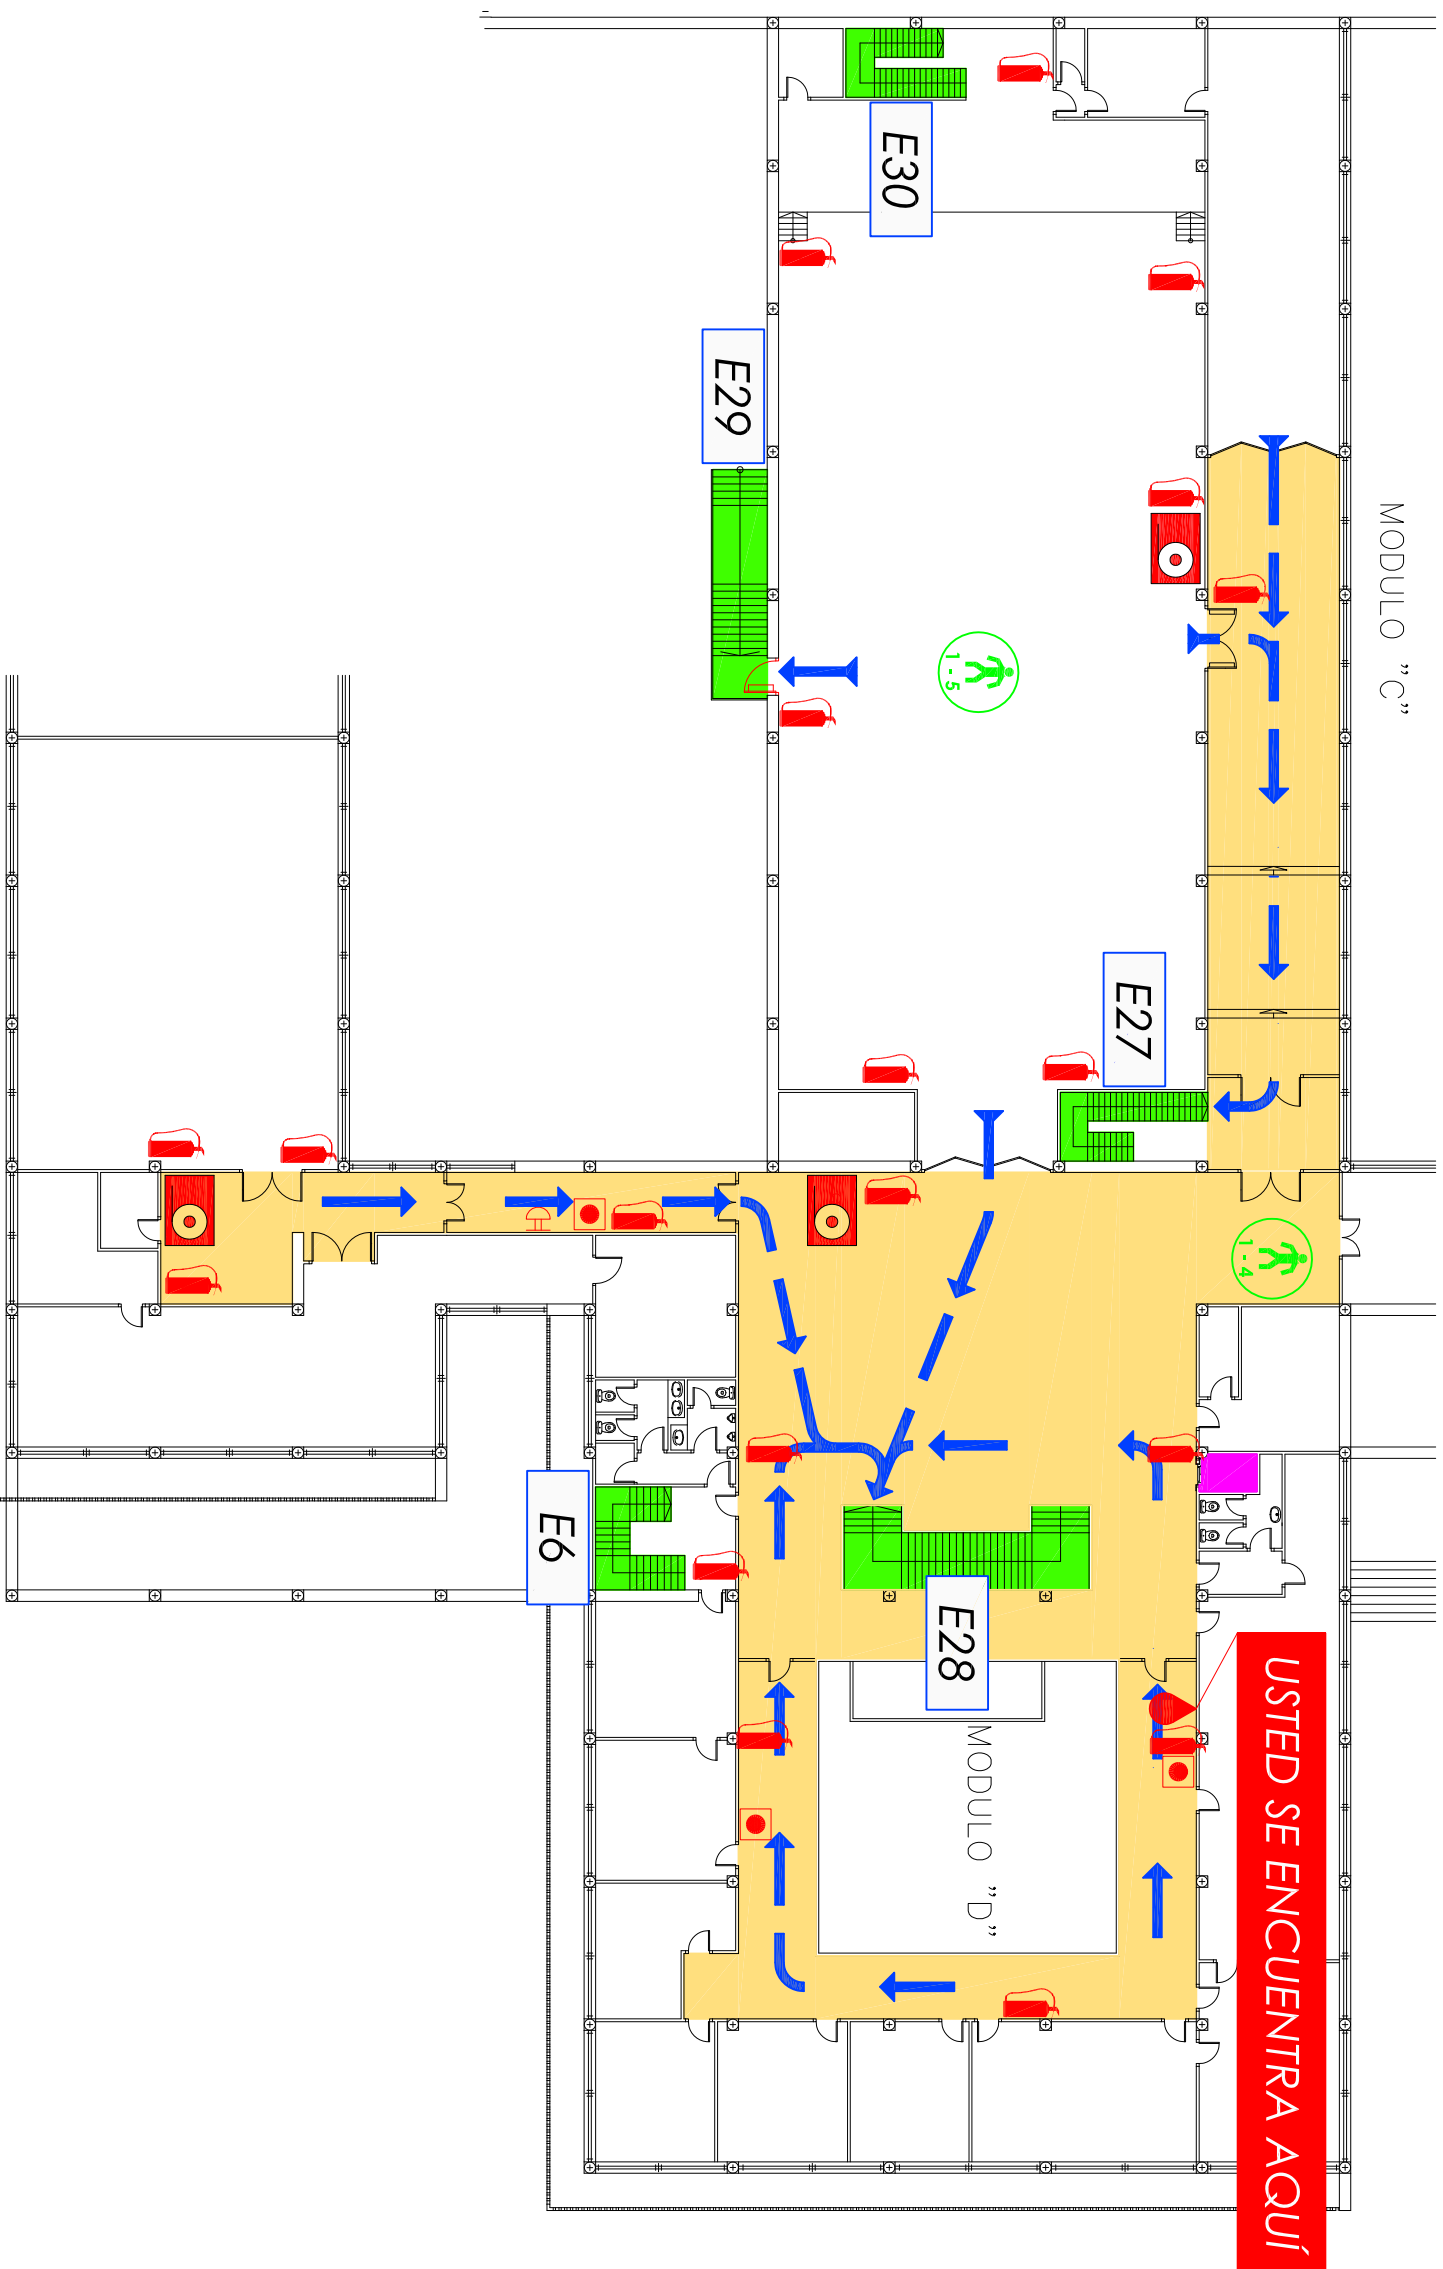 E30
E29
MODULO "C"
1-5
E27
1-4
E6
E28
MODULO "D"
USTED SE ENCUENTRA AQUÍ